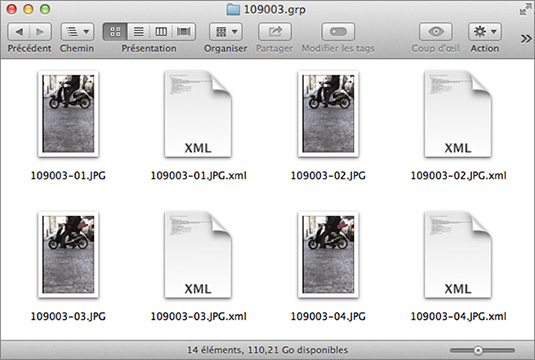 109003.grp
Précédent Chemin Présentation Organiser Partager Modifier les tags Coup d'œil Action
XML XML
109003-01.JPG 109003-01.JPG.xml 109003-02.JPG 109003-02.JPG.xml
XML XML
109003-03.JPG 109003-03.JPG.xml 109003-04.JPG 109003-04.JPG.xml
14 éléments, 110,21 Go disponibles